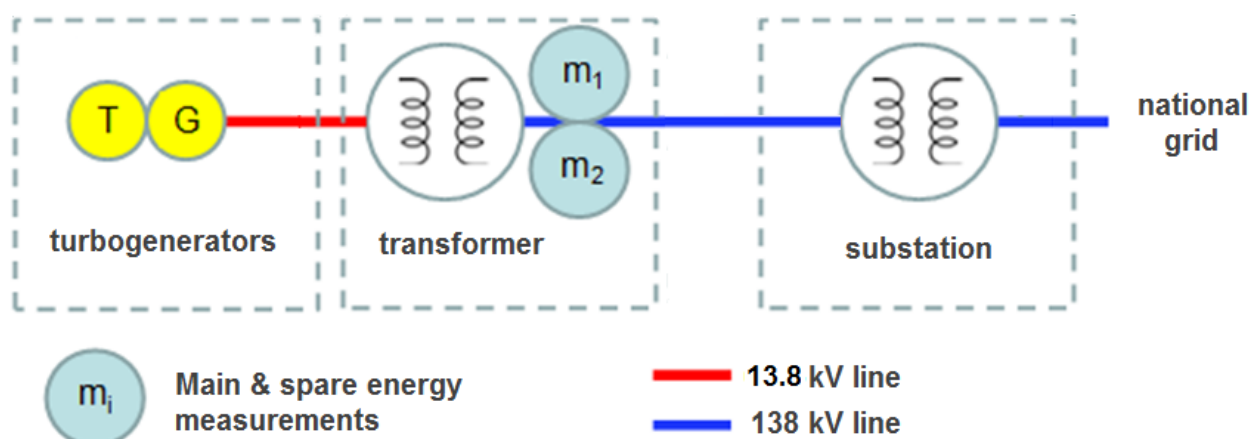 T G
m1
m2
national
grid
turbogenerators
transformer
substation
mi
Main & spare energy
measurements
13.8 kV line
138 kV line